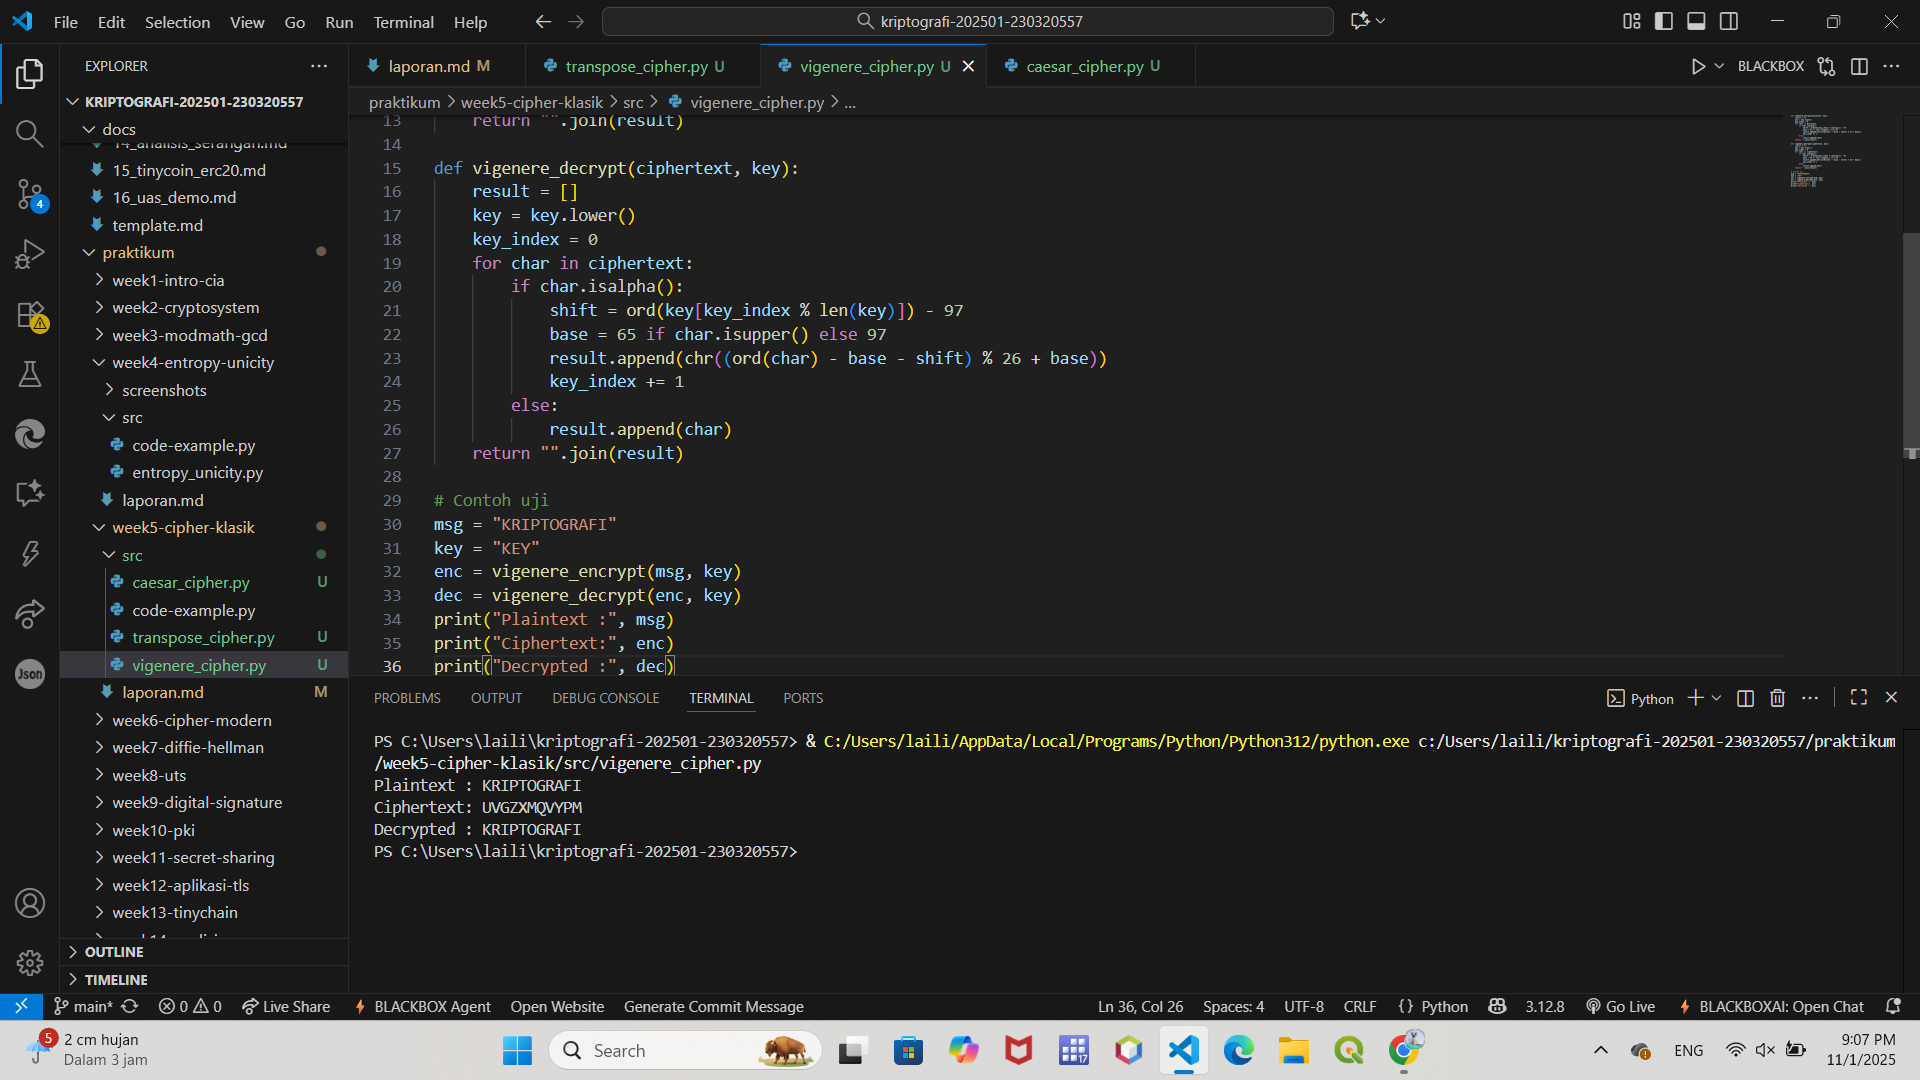 File Edit Selection View Go Run Terminal Help
kriptografi-202501-230320557
EXPLORER
KRIPTOGRAFI-202501-230320557
docs
14_analisis_serangan.md
15_tinycoin_erc20.md
16_uas_demo.md
template.md
praktikum
week1-intro-cia
week2-cryptosystem
week3-modmath-gcd
week4-entropy-unicity
screenshots
src
code-example.py
entropy_unicity.py
laporan.md
week5-cipher-klasik
src
caesar_cipher.py U
code-example.py
transpose_cipher.py U
vigenere_cipher.py U
laporan.md M
week6-cipher-modern
week7-diffie-hellman
week8-uts
week9-digital-signature
week10-pki
week11-secret-sharing
week12-aplikasi-tls
week13-tinychain
OUTLINE
TIMELINE
4
Json
laporan.md M transpose_cipher.py U vigenere_cipher.py U caesar_cipher.py U
BLACKBOX
praktikum > week5-cipher-klasik > src > vigenere_cipher.py > ...
13 return "".join(result)
14
15 def vigenere_decrypt(ciphertext, key):
16 result = []
17 key = key.lower()
18 key_index = 0
19 for char in ciphertext:
20 if char.isalpha():
21 shift = ord(key[key_index % len(key)]) - 97
22 base = 65 if char.isupper() else 97
23 result.append(chr((ord(char) - base - shift) % 26 + base))
24 key_index += 1
25 else:
26 result.append(char)
27 return "".join(result)
28
29 # Contoh uji
30 msg = "KRIPTOGRAFI"
31 key = "KEY"
32 enc = vigenere_encrypt(msg, key)
33 dec = vigenere_decrypt(enc, key)
34 print("Plaintext :", msg)
35 print("Ciphertext:", enc)
36 print("Decrypted :", dec)
PROBLEMS OUTPUT DEBUG CONSOLE TERMINAL PORTS
Python
PS C:\Users\laili\kriptografi-202501-230320557> & C:/Users/laili/AppData/Local/Programs/Python/Python312/python.exe c:/Users/laili/kriptografi-202501-230320557/praktikum
/week5-cipher-klasik/src/vigenere_cipher.py
Plaintext : KRIPTOGRAFI
Ciphertext: UVGZXMQVYPM
Decrypted : KRIPTOGRAFI
PS C:\Users\laili\kriptografi-202501-230320557>
main* 0 0 Live Share BLACKBOX Agent Open Website Generate Commit Message Ln 36, Col 26 Spaces: 4 UTF-8 CRLF {} Python 3.12.8 Go Live BLACKBOXAI: Open Chat
5
2 cm hujan
Dalam 3 jam
Search
17
ENG
9:07 PM
11/1/2025